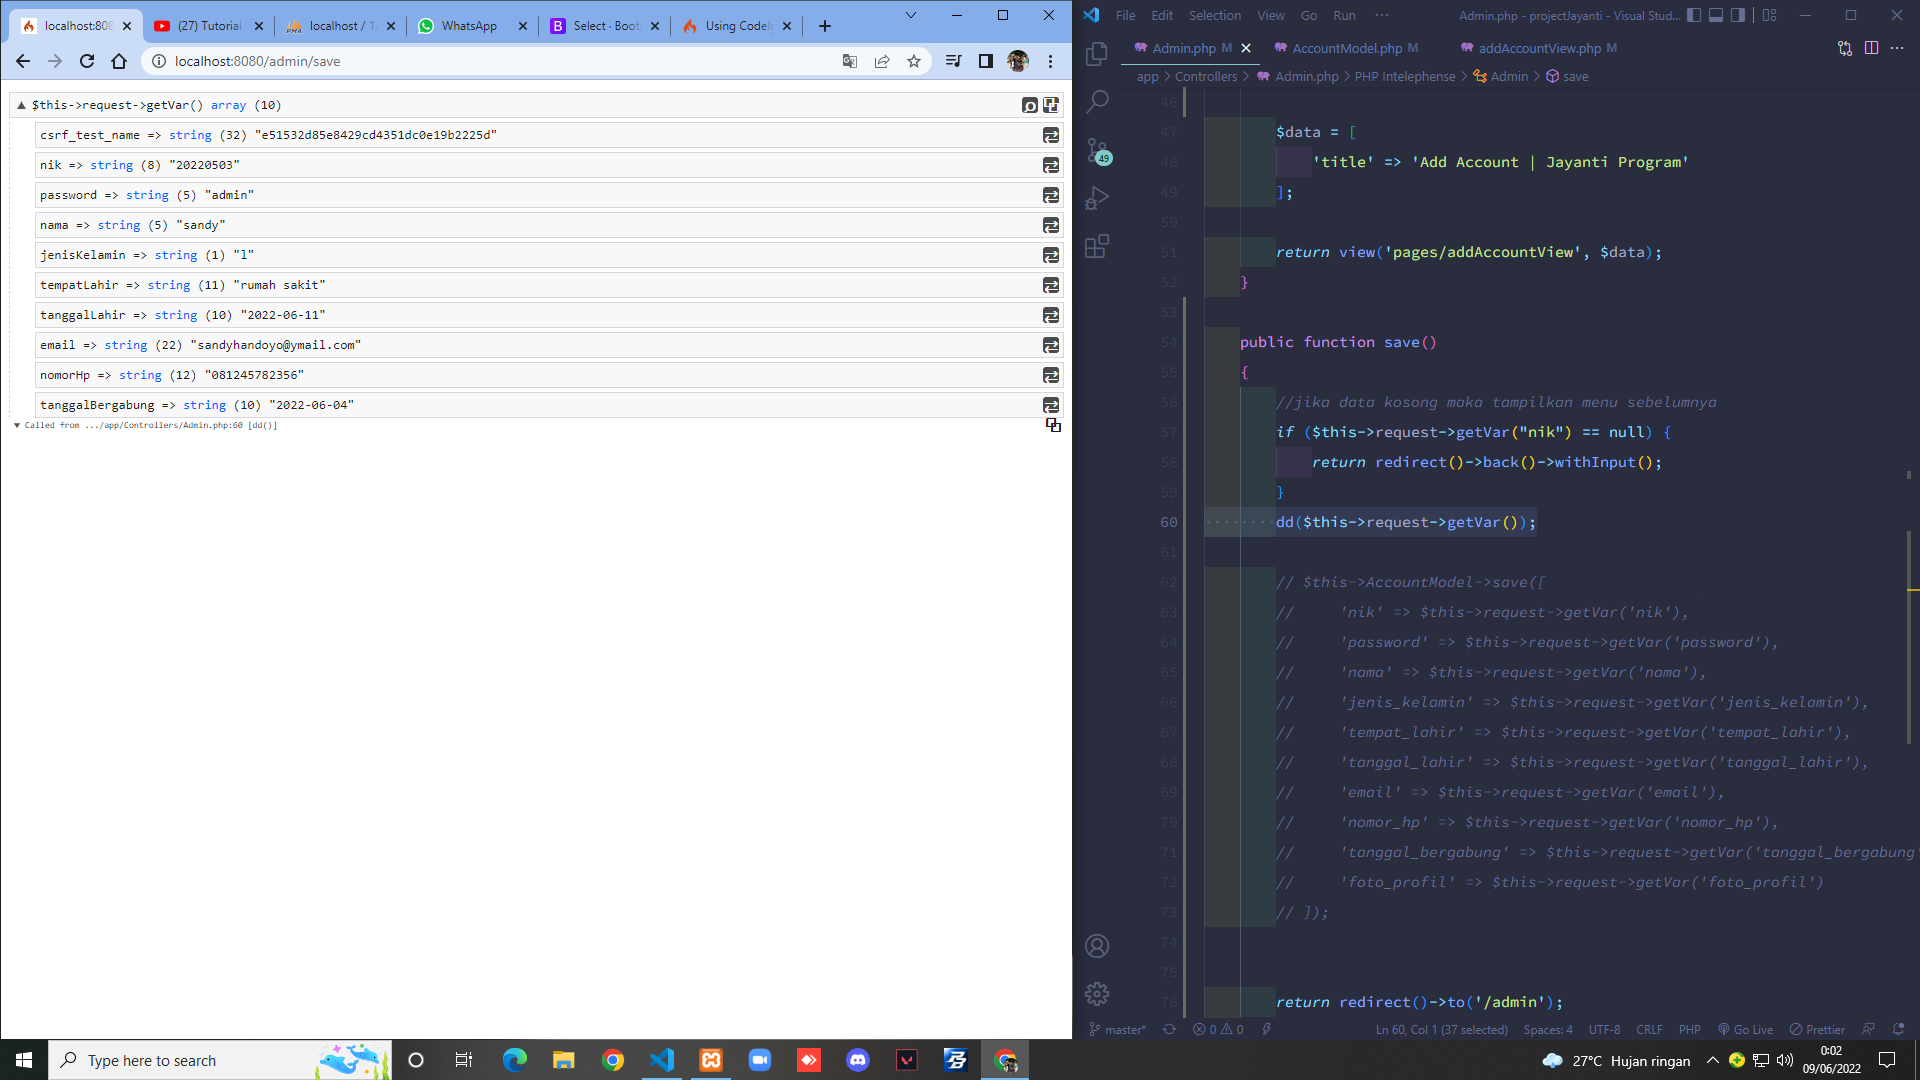 localhost:808
(27) Tutorial
localhost / 12
WhatsApp
Select · Boots
Using CodeIg
localhost:8080/admin/save
$this->request->getVar() array (10)
csrf_test_name => string (32) "e51532d85e8429cd4351dc0e19b2225d"
nik => string (8) "20220503"
password => string (5) "admin"
nama => string (5) "sandy"
jenisKelamin => string (1) "l"
tempatLahir => string (11) "rumah sakit"
tanggalLahir => string (10) "2022-06-11"
email => string (22) "sandyhandoyo@ymail.com"
nomorHp => string (12) "081245782356"
tanggalBergabung => string (10) "2022-06-04"
Called from .../app/Controllers/Admin.php:60 [dd()]
File Edit Selection View Go Run ··· Admin.php - projectJayanti - Visual Stud...
Admin.php M AccountModel.php M addAccountView.php M
app > Controllers > Admin.php > PHP Intelephense > Admin > save
49
46
47 $data = [
48 'title' => 'Add Account | Jayanti Program'
49 ];
50
51 return view('pages/addAccountView', $data);
52 }
53
54 public function save()
55 {
56 //jika data kosong maka tampilkan menu sebelumnya
57 if ($this->request->getVar("nik") == null) {
58 return redirect()->back()->withInput();
59 }
60 dd($this->request->getVar());
61
62 // $this->AccountModel->save([
63 // 'nik' => $this->request->getVar('nik'),
64 // 'password' => $this->request->getVar('password'),
65 // 'nama' => $this->request->getVar('nama'),
66 // 'jenis_kelamin' => $this->request->getVar('jenis_kelamin'),
67 // 'tempat_lahir' => $this->request->getVar('tempat_lahir'),
68 // 'tanggal_lahir' => $this->request->getVar('tanggal_lahir'),
69 // 'email' => $this->request->getVar('email'),
70 // 'nomor_hp' => $this->request->getVar('nomor_hp'),
71 // 'tanggal_bergabung' => $this->request->getVar('tanggal_bergabung'
72 // 'foto_profil' => $this->request->getVar('foto_profil')
73 // ]);
74
75
76 return redirect()->to('/admin');
master* 0 0 Ln 60, Col 1 (37 selected) Spaces: 4 UTF-8 CRLF PHP Go Live Prettier
Type here to search
27°C Hujan ringan
0:02
09/06/2022